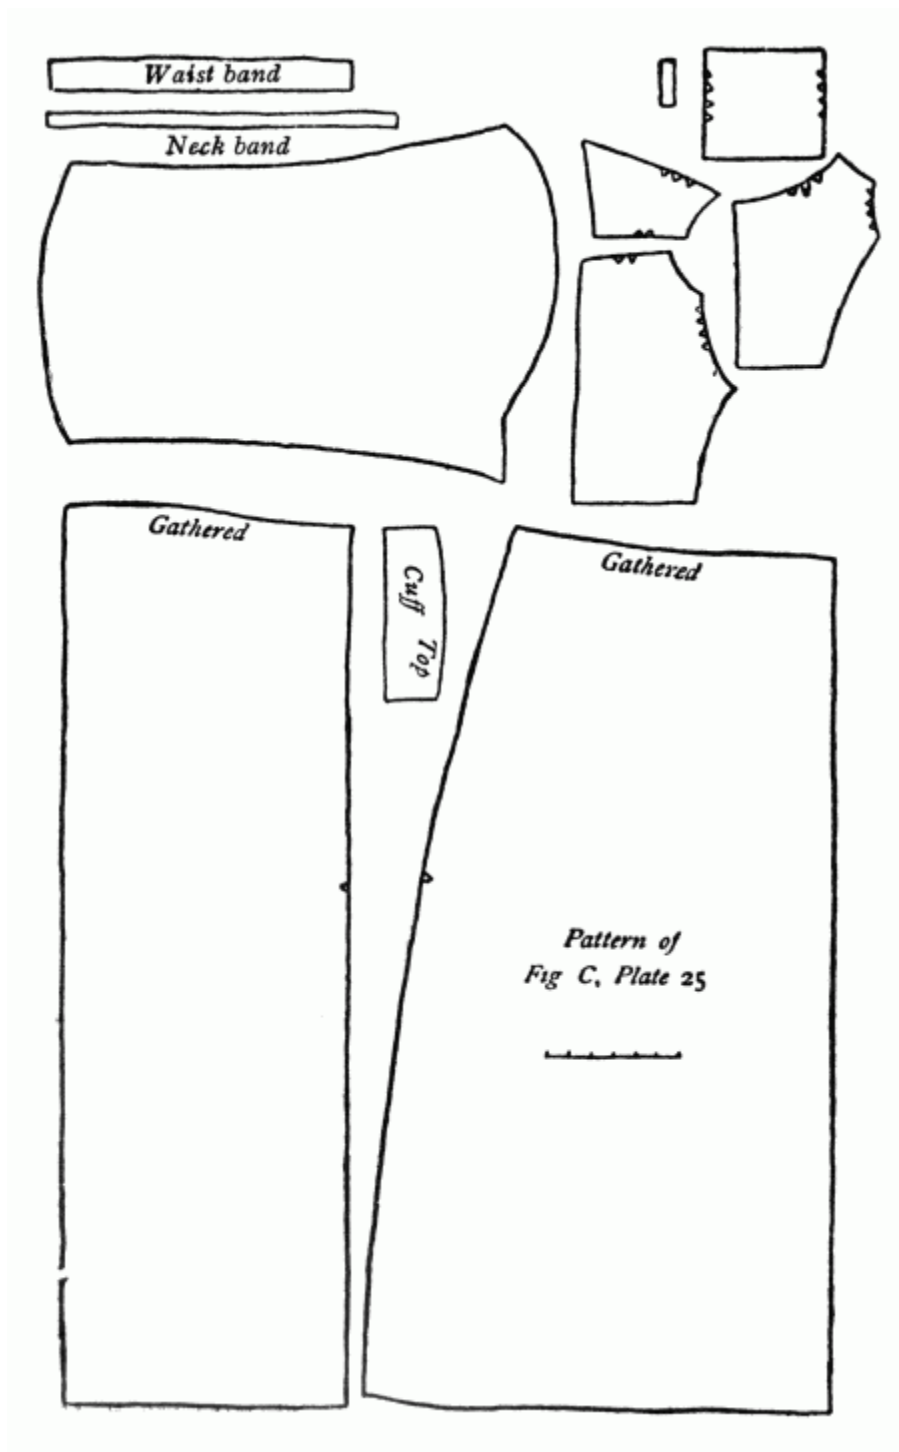 Waist band
Neck band
Gathered
Cuff Top
Gathered
Pattern of
Fig C, Plate 25